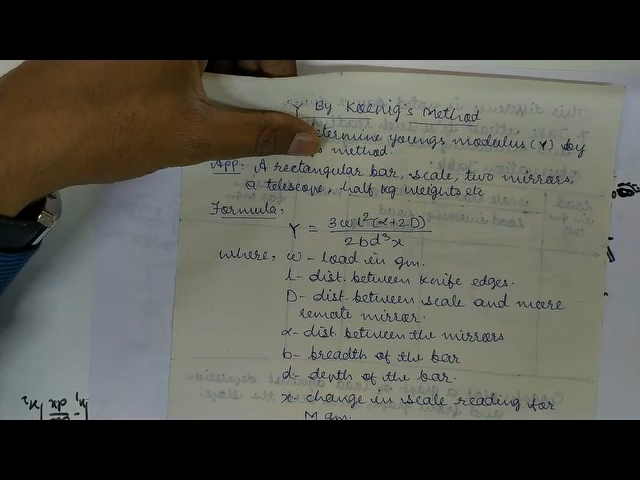 "Y" By Koenig's Method
determine youngs modulus (Y) by
method.
App: A rectangular bar, scale, two mirrors,
a telescope, half kg weights etc
Formula:
Y = 3ωl²(α+2D) / 2bd³x
where, ω - load in gm.
l - dist. between knife edges.
D - dist. between scale and more
remote mirror.
α - dist between the mirrors
b - breadth of the bar
d - depth of the bar.
x - change in scale reading for
M gm.